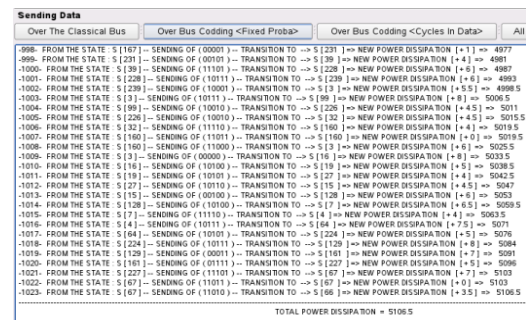 Sending Data
Over The Classical Bus
Over Bus Codding <Fixed Proba>
Over Bus Codding <Cycles In Data>
All
-998- FROM THE STATE : S [167] -- SENDING OF (00001) -- TRANSITION TO --> S [231 ]=> NEW POWER DISSIPATION [+ 1] => 4977
-999- FROM THE STATE : S [231] -- SENDING OF (00101) -- TRANSITION TO --> S [39 ]=> NEW POWER DISSIPATION [+ 4] => 4981
-1000- FROM THE STATE : S [39 ] -- SENDING OF (11101) -- TRANSITION TO --> S [228 ]=> NEW POWER DISSIPATION [+ 6] => 4987
-1001- FROM THE STATE : S [228 ] -- SENDING OF (10111) -- TRANSITION TO --> S [239 ]=> NEW POWER DISSIPATION [+ 6] => 4993
-1002- FROM THE STATE : S [239 ] -- SENDING OF (10001) -- TRANSITION TO --> S [3 ]=> NEW POWER DISSIPATION [+ 5.5] => 4998.5
-1003- FROM THE STATE : S [3 ] -- SENDING OF (10111) -- TRANSITION TO --> S [99 ]=> NEW POWER DISSIPATION [+ 8] => 5006.5
-1004- FROM THE STATE : S [99 ] -- SENDING OF (10010) -- TRANSITION TO --> S [226 ]=> NEW POWER DISSIPATION [+ 4.5] => 5011
-1005- FROM THE STATE : S [226 ] -- SENDING OF (10010) -- TRANSITION TO --> S [32 ]=> NEW POWER DISSIPATION [+ 4.5] => 5015.5
-1006- FROM THE STATE : S [32 ] -- SENDING OF (11110) -- TRANSITION TO --> S [160 ]=> NEW POWER DISSIPATION [+ 4] => 5019.5
-1007- FROM THE STATE : S [160 ] -- SENDING OF (11011) -- TRANSITION TO --> S [160 ]=> NEW POWER DISSIPATION [+ 0] => 5019.5
-1008- FROM THE STATE : S [160 ] -- SENDING OF (11000) -- TRANSITION TO --> S [3 ]=> NEW POWER DISSIPATION [+ 6] => 5025.5
-1009- FROM THE STATE : S [3 ] -- SENDING OF (00000) -- TRANSITION TO --> S [16 ]=> NEW POWER DISSIPATION [+ 8] => 5033.5
-1010- FROM THE STATE : S [16 ] -- SENDING OF (10100) -- TRANSITION TO --> S [19 ]=> NEW POWER DISSIPATION [+ 5] => 5038.5
-1011- FROM THE STATE : S [19 ] -- SENDING OF (10101) -- TRANSITION TO --> S [27 ]=> NEW POWER DISSIPATION [+ 4] => 5042.5
-1012- FROM THE STATE : S [27 ] -- SENDING OF (10110) -- TRANSITION TO --> S [15 ]=> NEW POWER DISSIPATION [+ 4.5] => 5047
-1013- FROM THE STATE : S [15 ] -- SENDING OF (00100) -- TRANSITION TO --> S [128 ]=> NEW POWER DISSIPATION [+ 6] => 5053
-1014- FROM THE STATE : S [128 ] -- SENDING OF (10100) -- TRANSITION TO --> S [7 ]=> NEW POWER DISSIPATION [+ 6.5] => 5059.5
-1015- FROM THE STATE : S [7 ] -- SENDING OF (11110) -- TRANSITION TO --> S [4 ]=> NEW POWER DISSIPATION [+ 4] => 5063.5
-1016- FROM THE STATE : S [4 ] -- SENDING OF (10111) -- TRANSITION TO --> S [64 ]=> NEW POWER DISSIPATION [+ 7.5] => 5071
-1017- FROM THE STATE : S [64 ] -- SENDING OF (10101) -- TRANSITION TO --> S [224 ]=> NEW POWER DISSIPATION [+ 5] => 5076
-1018- FROM THE STATE : S [224 ] -- SENDING OF (10111) -- TRANSITION TO --> S [129 ]=> NEW POWER DISSIPATION [+ 8] => 5084
-1019- FROM THE STATE : S [129 ] -- SENDING OF (00011) -- TRANSITION TO --> S [161 ]=> NEW POWER DISSIPATION [+ 7] => 5091
-1020- FROM THE STATE : S [161 ] -- SENDING OF (01111) -- TRANSITION TO --> S [227 ]=> NEW POWER DISSIPATION [+ 5] => 5096
-1021- FROM THE STATE : S [227 ] -- SENDING OF (11101) -- TRANSITION TO --> S [67 ]=> NEW POWER DISSIPATION [+ 7] => 5103
-1022- FROM THE STATE : S [67 ] -- SENDING OF (11011) -- TRANSITION TO --> S [67 ]=> NEW POWER DISSIPATION [+ 0] => 5103
-1023- FROM THE STATE : S [67 ] -- SENDING OF (11010) -- TRANSITION TO --> S [66 ]=> NEW POWER DISSIPATION [+ 3.5] => 5106.5
TOTAL POWER DISSIPATION = 5106.5